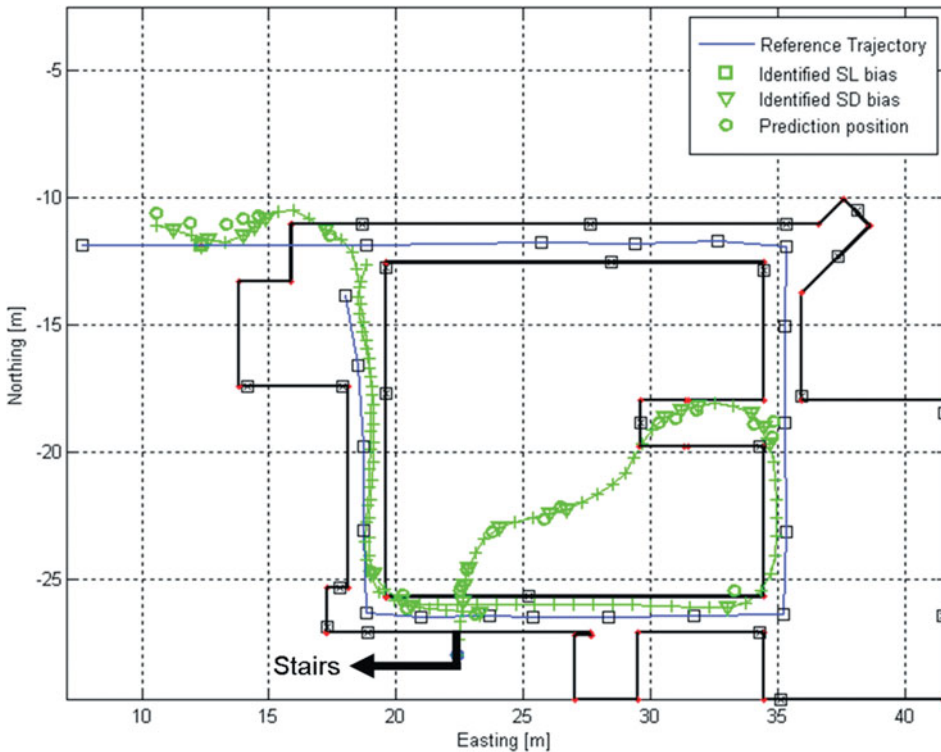 Reference Trajectory
Identified SL bias
Identified SD bias
Prediction position
-5
-10
-15
-20
-25
Northing [m]
Stairs
10 15 20 25 30 35 40
Easting [m]